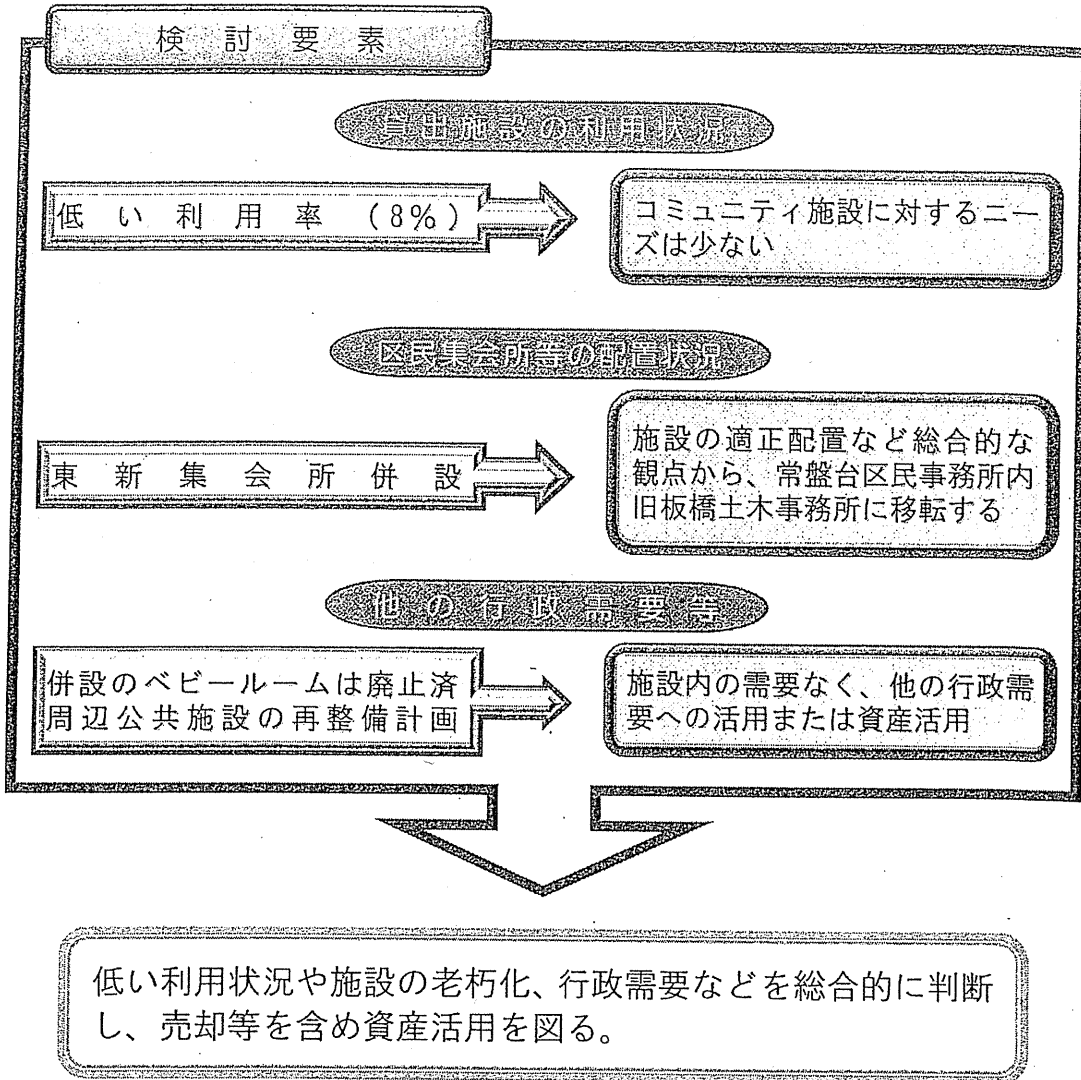 検討要素
貸出施設の利用状況
低い利用率(8%)
コミュニティ施設に対するニー
ズは少ない
区民集会所等の配置状況
東新集会所併設
施設の適正配置など総合的な
観点から、常盤台区民事務所内
旧板橋土木事務所に移転する
他の行政需要等
併設のベビールームは廃止済
周辺公共施設の再整備計画
施設内の需要なく、他の行政需
要への活用または資産活用
低い利用状況や施設の老朽化、行政需要などを総合的に判断
し、売却等を含め資産活用を図る。